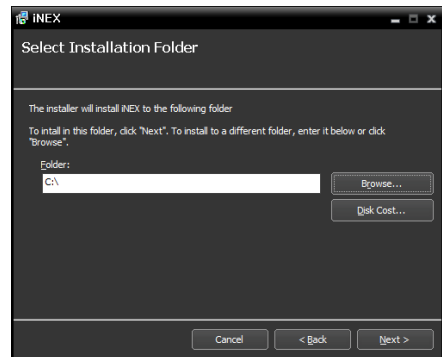 iNEX
Select Installation Folder
The installer will install iNEX to the following folder
To intall in this folder, click "Next". To install to a different folder, enter it below or click
"Browse".
Folder:
C:\
Browse...
Disk Cost...
Cancel
< Back
Next >